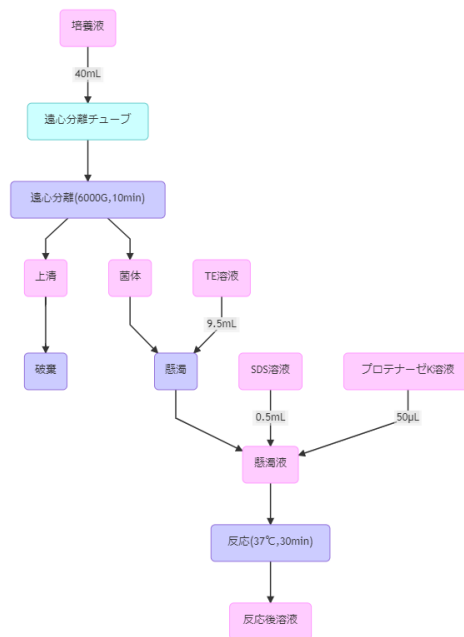 培養液
40mL
遠心分離チューブ
遠心分離(6000G,10min)
上清
菌体
TE溶液
9.5mL
破棄
懸濁
SDS溶液
プロテナーゼK溶液
0.5mL
50μL
懸濁液
反応(37℃,30min)
反応後溶液